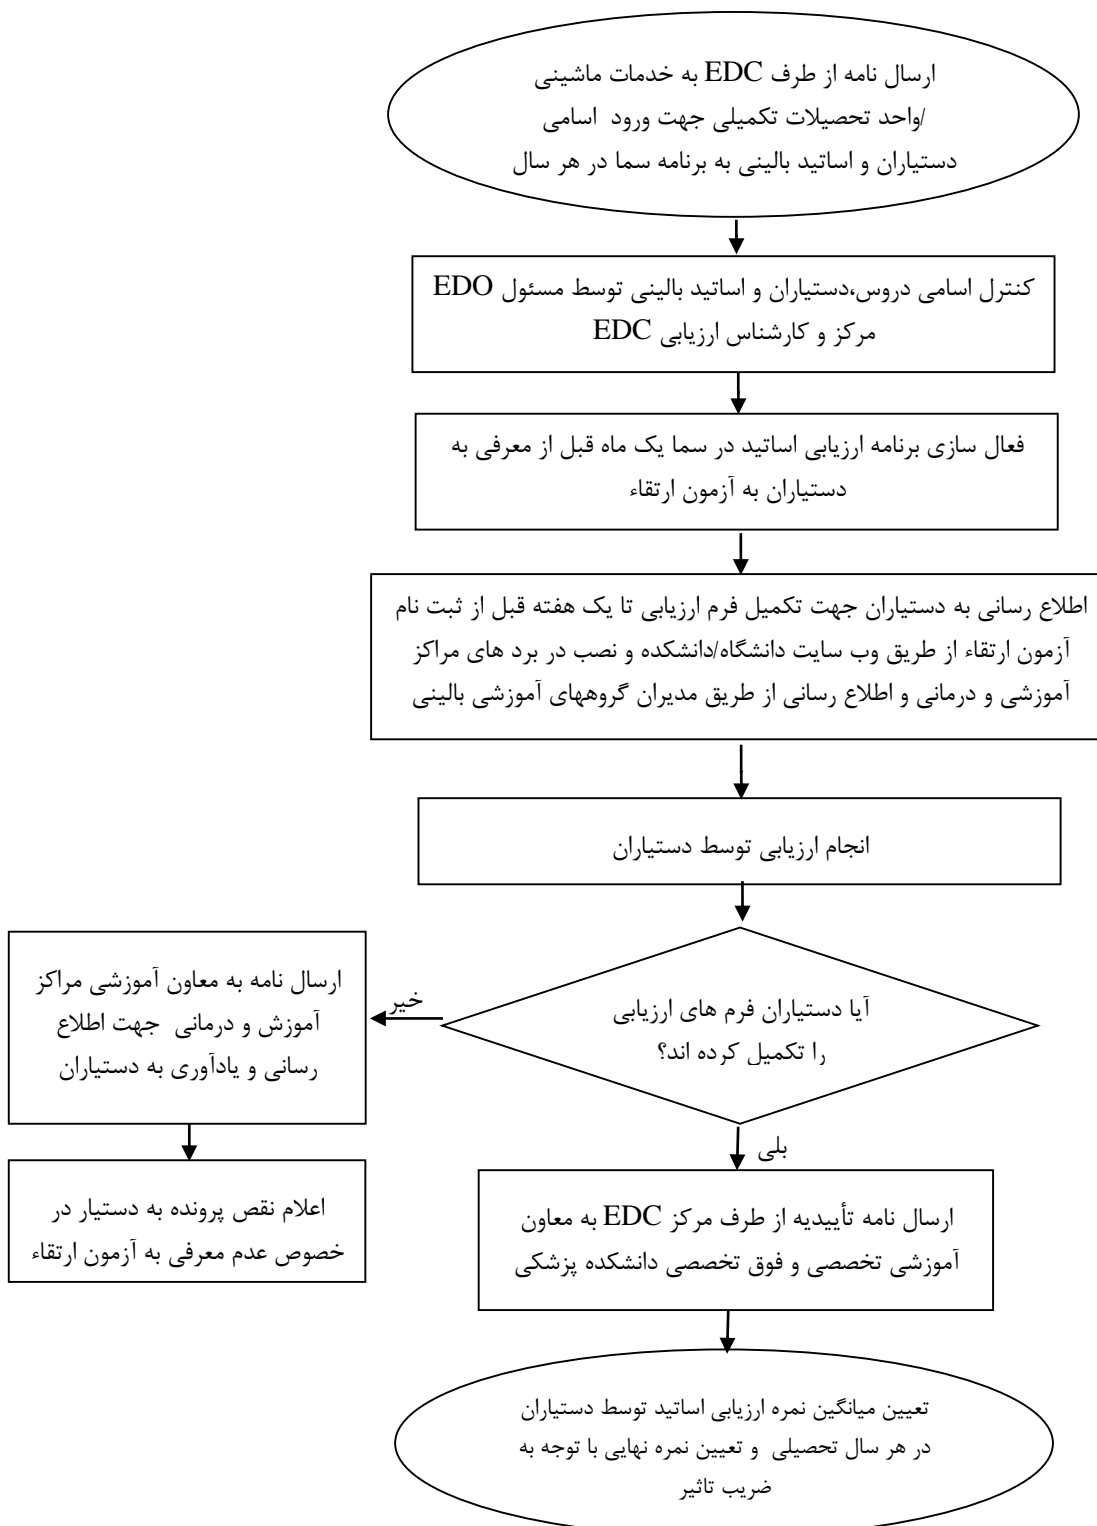 ارسال نامه از طرف EDC به خدمات ماشینی
/واحد تحصیلات تکمیلی جهت ورود اسامی
دستیاران و اساتید بالینی به برنامه سما در هر سال
کنترل اسامی دروس،دستیاران و اساتید بالینی توسط مسئول EDO
مرکز و کارشناس ارزیابی EDC
فعال سازی برنامه ارزیابی اساتید در سما یک ماه قبل از معرفی به
دستیاران به آزمون ارتقاء
اطلاع رسانی به دستیاران جهت تکمیل فرم ارزیابی تا یک هفته قبل از ثبت نام
آزمون ارتقاء از طریق وب سایت دانشگاه/دانشکده و نصب در برد های مراکز
آموزشی و درمانی و اطلاع رسانی از طریق مدیران گروههای آموزشی بالینی
انجام ارزیابی توسط دستیاران
آیا دستیاران فرم های ارزیابی
را تکمیل کرده اند؟
خیر
ارسال نامه به معاون آموزشی مراکز
آموزش و درمانی جهت اطلاع
رسانی و یادآوری به دستیاران
اعلام نقص پرونده به دستیار در
خصوص عدم معرفی به آزمون ارتقاء
بلی
ارسال نامه تأییدیه از طرف مرکز EDC به معاون
آموزشی تخصصی و فوق تخصصی دانشکده پزشکی
تعیین میانگین نمره ارزیابی اساتید توسط دستیاران
در هر سال تحصیلی و تعیین نمره نهایی با توجه به
ضریب تاثیر